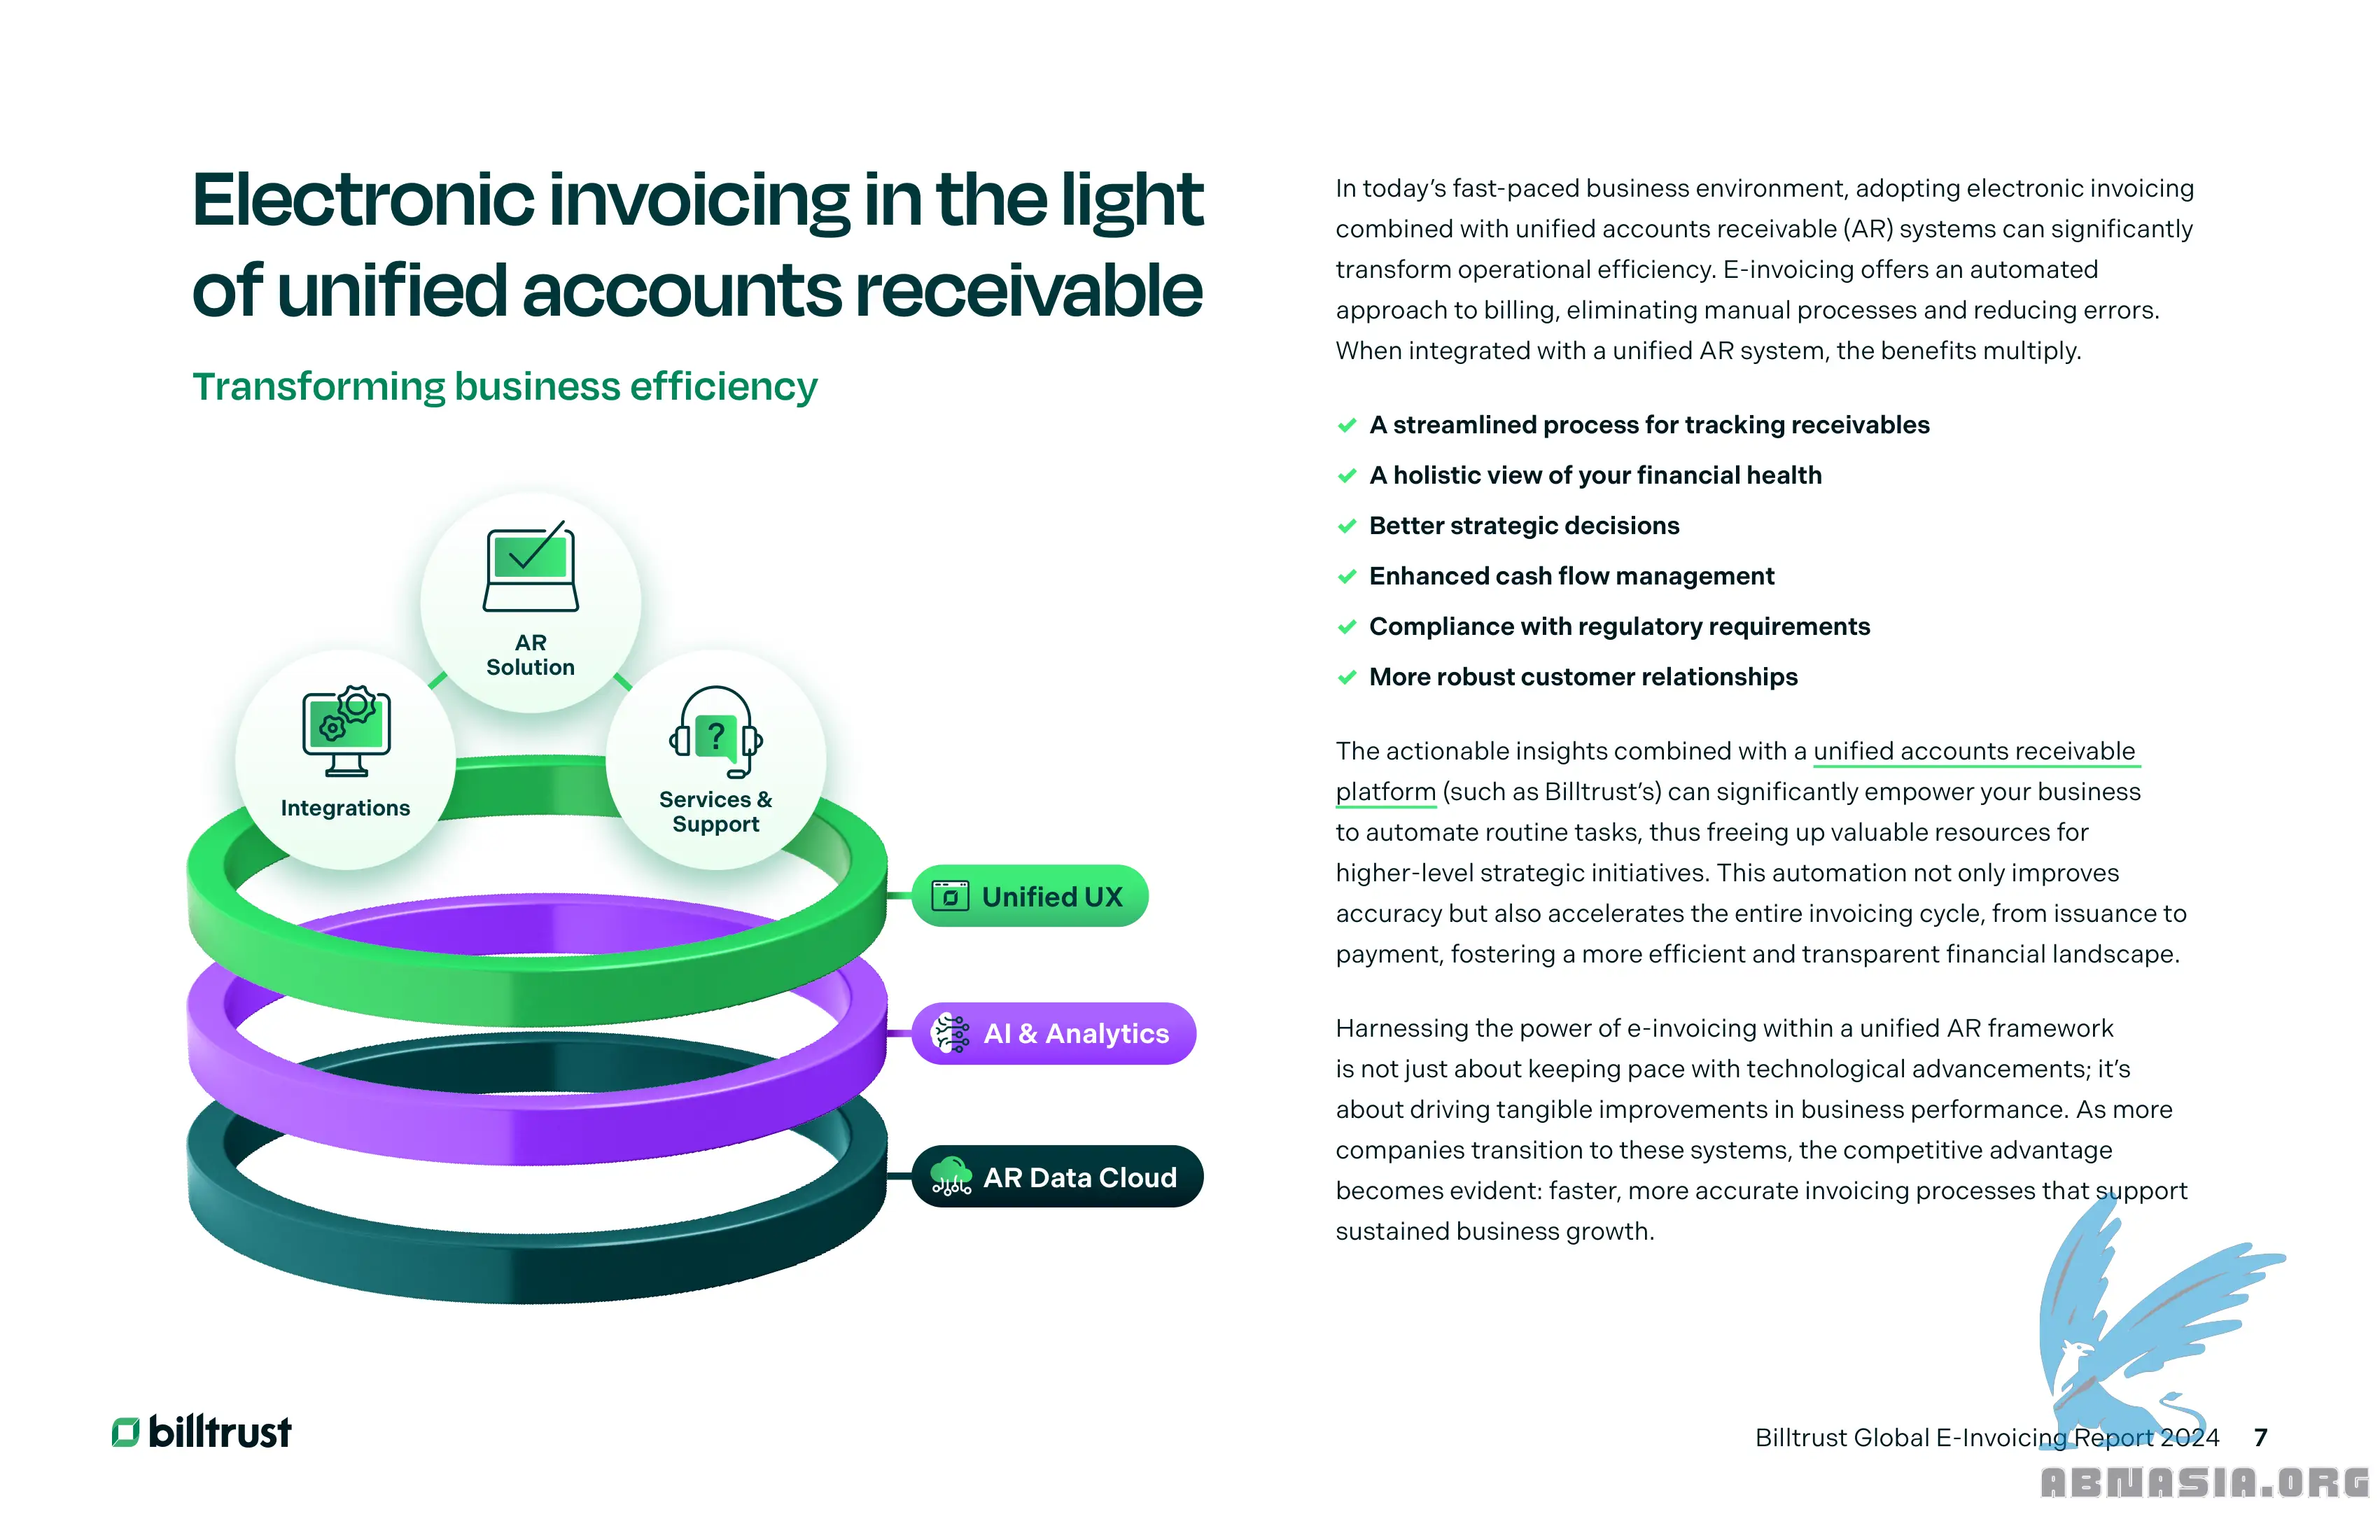 Electronic invoicing in the light
of unified accounts receivable
Transforming business efficiency
AR
Solution
Integrations
Services &
Support
?
Unified UX
AI & Analytics
AR Data Cloud
In today’s fast-paced business environment, adopting electronic invoicing
combined with unified accounts receivable (AR) systems can significantly
transform operational efficiency. E-invoicing offers an automated
approach to billing, eliminating manual processes and reducing errors.
When integrated with a unified AR system, the benefits multiply.
A streamlined process for tracking receivables
A holistic view of your financial health
Better strategic decisions
Enhanced cash flow management
Compliance with regulatory requirements
More robust customer relationships
The actionable insights combined with a unified accounts receivable
platform (such as Billtrust’s) can significantly empower your business
to automate routine tasks, thus freeing up valuable resources for
higher-level strategic initiatives. This automation not only improves
accuracy but also accelerates the entire invoicing cycle, from issuance to
payment, fostering a more efficient and transparent financial landscape.
Harnessing the power of e-invoicing within a unified AR framework
is not just about keeping pace with technological advancements; it’s
about driving tangible improvements in business performance. As more
companies transition to these systems, the competitive advantage
becomes evident: faster, more accurate invoicing processes that support
sustained business growth.
billtrust
Billtrust Global E-Invoicing Report 2024 7
ABNASIA.ORG